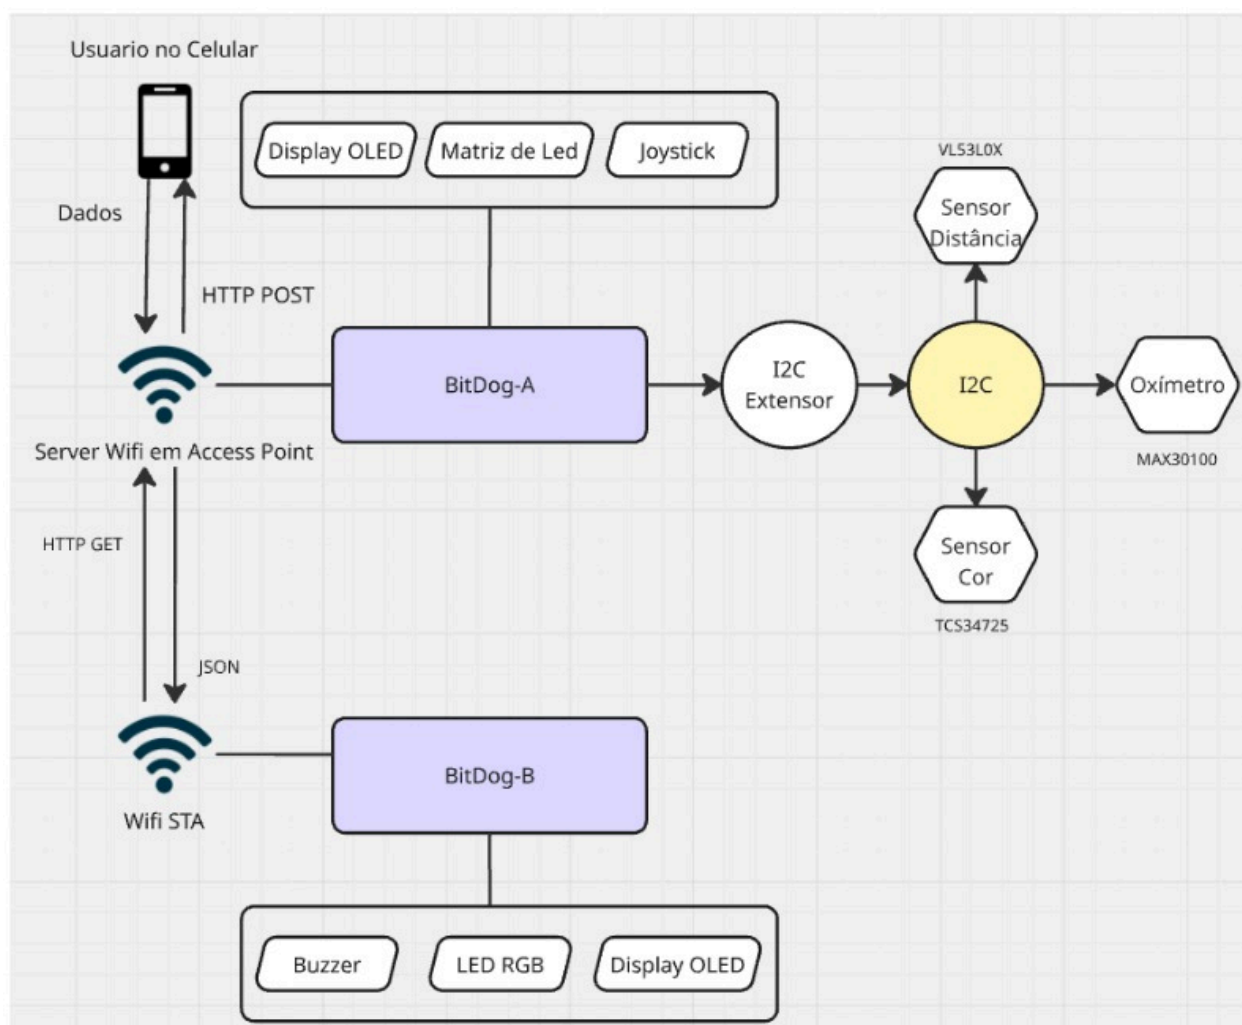 Usuario no Celular
Display OLED
Matriz de Led
Joystick
Dados
HTTP POST
VL53L0X
Sensor
Distância
BitDog-A
I2C
Extensor
I2C
Oxímetro
MAX30100
Server Wifi em Access Point
HTTP GET
Sensor
Cor
TCS34725
JSON
BitDog-B
Wifi STA
Buzzer
LED RGB
Display OLED